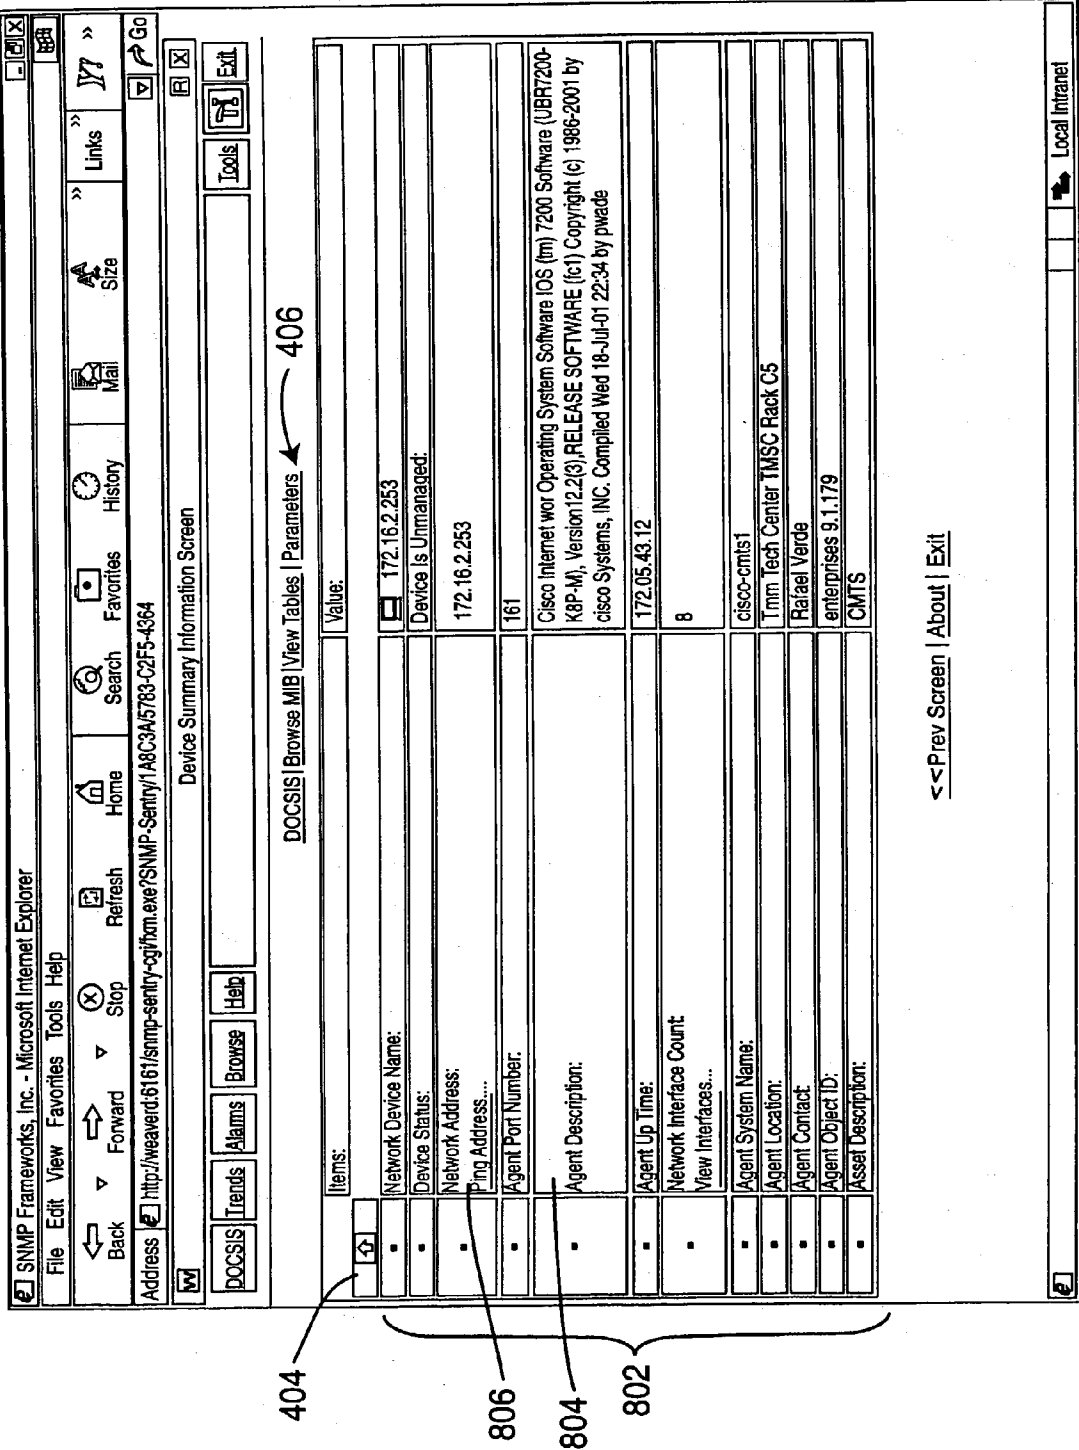 SNMP Frameworks, Inc. - Microsoft Internet Explorer
File Edit View Favorites Tools Help
Back Forward Stop Refresh Home Search Favorites History Mail Size » Links » »
Address http://weaverd:6161/snmp-sentry-cgi/fxm.exe?SNMP-Sentry/1A8C3A/5783-C2F5-4364 Go
W Device Summary Information Screen R X
DOCSIS Trends Alarms Browse Help Tools Exit
DOCSIS | Browse MIB | View Tables | Parameters 406
Items: Value:
404
Network Device Name: 172.16.2.253
Device Status: Device Is Unmanaged:
Network Address: 172.16.2.253
Ping Address...
806
Agent Port Number: 161
Agent Description: Cisco Internet wor Operating System Software IOS (tm) 7200 Software (UBR7200-
K8P-M), Version12.2(3),RELEASE SOFTWARE (fc1) Copyright (c) 1986-2001 by
cisco Systems, INC. Compiled Wed 18-Jul-01 22:34 by pwade
804
Agent Up Time: 172.05.43.12
802
Network Interface Count: 8
View Interfaces...
Agent System Name: cisco-cmts1
Agent Location: Tmm Tech Center TMSC Rack C5
Agent Contact: Rafael Verde
Agent Object ID: enterprises 9.1.179
Asset Description: CMTS
<<Prev Screen | About | Exit
Local Intranet